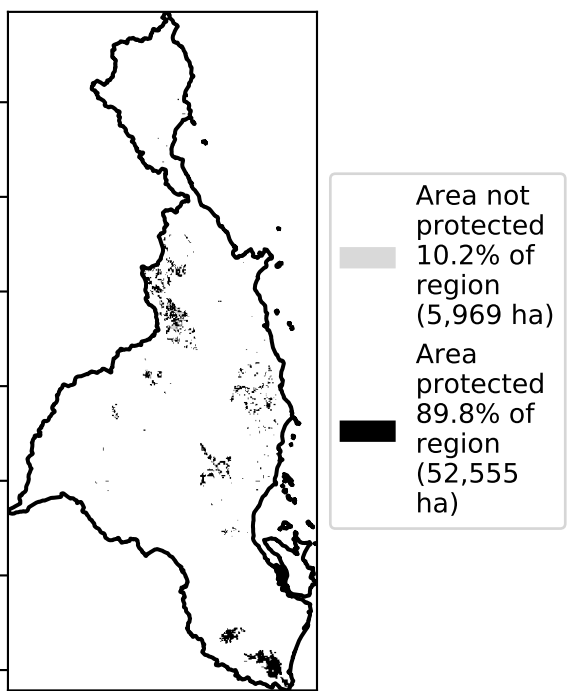 Area not
protected
10.2% of
region
(5,969 ha)
Area
protected
89.8% of
region
(52,555
ha)